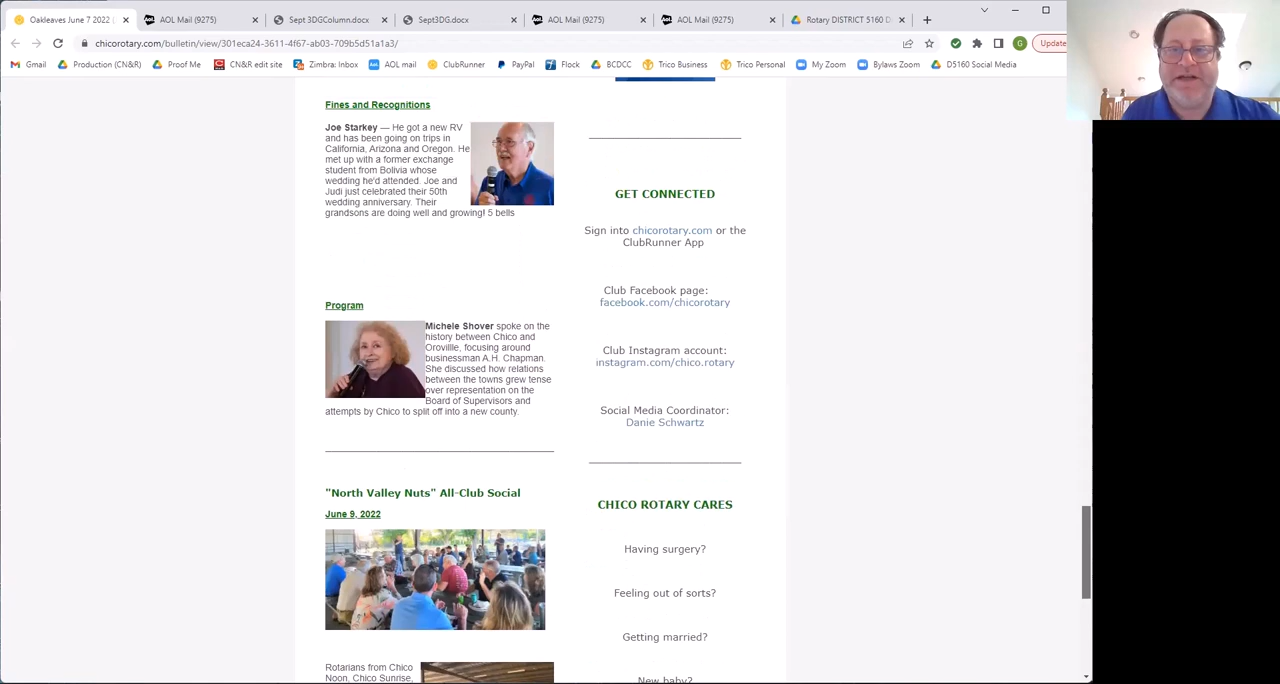 Oakleaves June 7 2022 |
AOL Mail (9275)
Sept 3DGColumn.docx
Sept3DG.docx
AOL Mail (9275)
AOL Mail (9275)
Rotary DISTRICT 5160 D
chicorotary.com/bulletin/view/301eca24-3611-4f67-ab03-709b5d51a1a3/
G
Update
Gmail
Production (CN&R)
Proof Me
CN&R edit site
Zimbra: Inbox
AOL mail
ClubRunner
PayPal
Flock
BCDCC
Trico Business
Trico Personal
My Zoom
Bylaws Zoom
D5160 Social Media
Fines and Recognitions
Joe Starkey — He got a new RV
and has been going on trips in
California, Arizona and Oregon. He
met up with a former exchange
student from Bolivia whose
wedding he'd attended. Joe and
Judi just celebrated their 50th
wedding anniversary. Their
grandsons are doing well and growing! 5 bells
Program
Michele Shover spoke on the
history between Chico and
Oroville, focusing around
businessman A.H. Chapman.
She discussed how relations
between the towns grew tense
over representation on the
Board of Supervisors and
attempts by Chico to split off into a new county.
"North Valley Nuts" All-Club Social
June 9, 2022
Rotarians from Chico
Noon, Chico Sunrise,
GET CONNECTED
Sign into chicorotary.com or the
ClubRunner App
Club Facebook page:
facebook.com/chicorotary
Club Instagram account:
instagram.com/chico.rotary
Social Media Coordinator:
Danie Schwartz
CHICO ROTARY CARES
Having surgery?
Feeling out of sorts?
Getting married?
New baby?